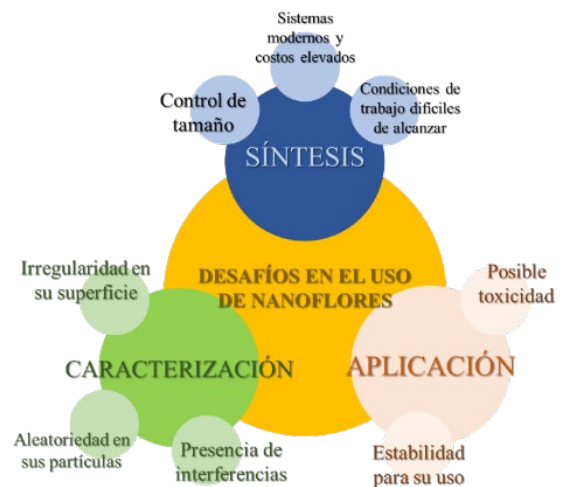 Sistemas
modernos y
costos elevados
Control de
tamaño
Condiciones de
trabajo difíciles
de alcanzar
SÍNTESIS
DESAFÍOS EN EL USO
DE NANOFLORES
Irregularidad en
su superficie
CARACTERIZACIÓN
Aleatoriedad en
sus partículas
Presencia de
interferencias
Posible
toxicidad
APLICACIÓN
Estabilidad
para su uso